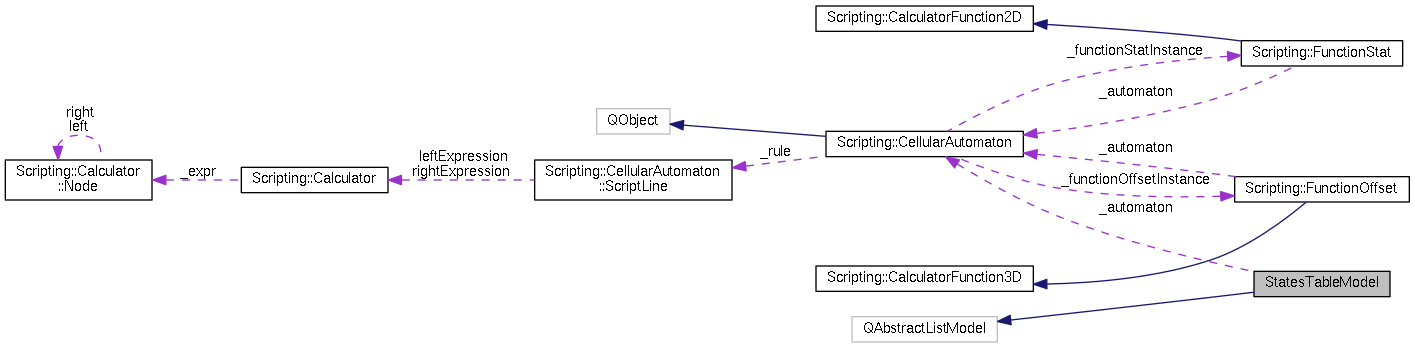 Scripting::CalculatorFunction2D
_functionStatInstance
Scripting::FunctionStat
_automaton
right
left
QObject
Scripting::CellularAutomaton
_automaton
leftExpression
rightExpression
_rule
Scripting::Calculator
::Node
_expr
Scripting::Calculator
Scripting::CellularAutomaton
::ScriptLine
_functionOffsetInstance
Scripting::FunctionOffset
_automaton
Scripting::CalculatorFunction3D
StatesTableModel
QAbstractListModel